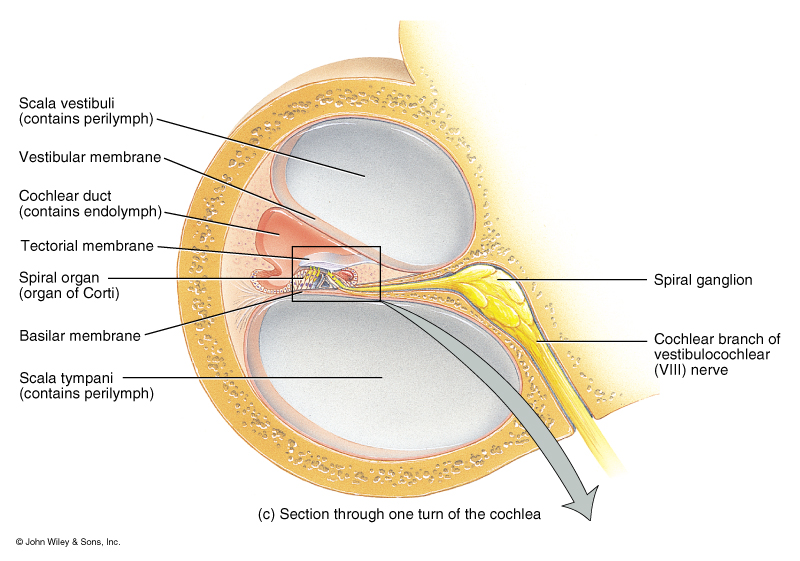 Scala vestibuli
(contains perilymph)
Vestibular membrane
Cochlear duct
(contains endolymph)
Tectorial membrane
Spiral organ
(organ of Corti)
Basilar membrane
Scala tympani
(contains perilymph)
Spiral ganglion
Cochlear branch of
vestibulocochlear
(VIII) nerve
(c) Section through one turn of the cochlea
© John Wiley & Sons, Inc.